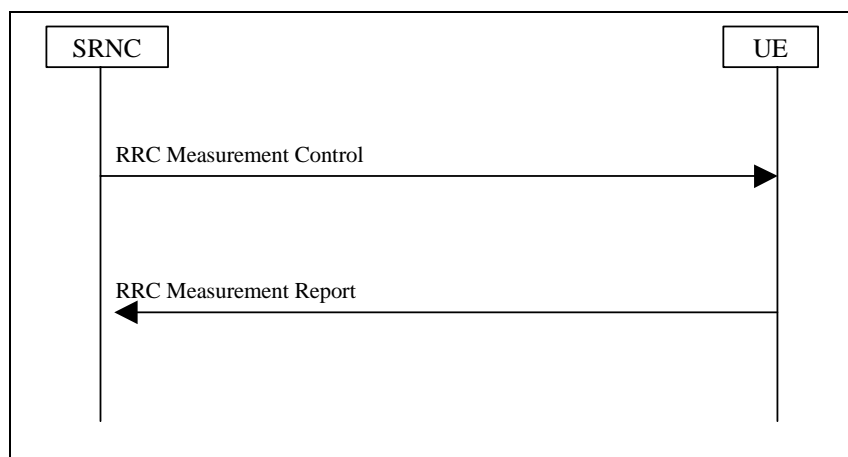 SRNC
UE
RRC Measurement Control
RRC Measurement Report